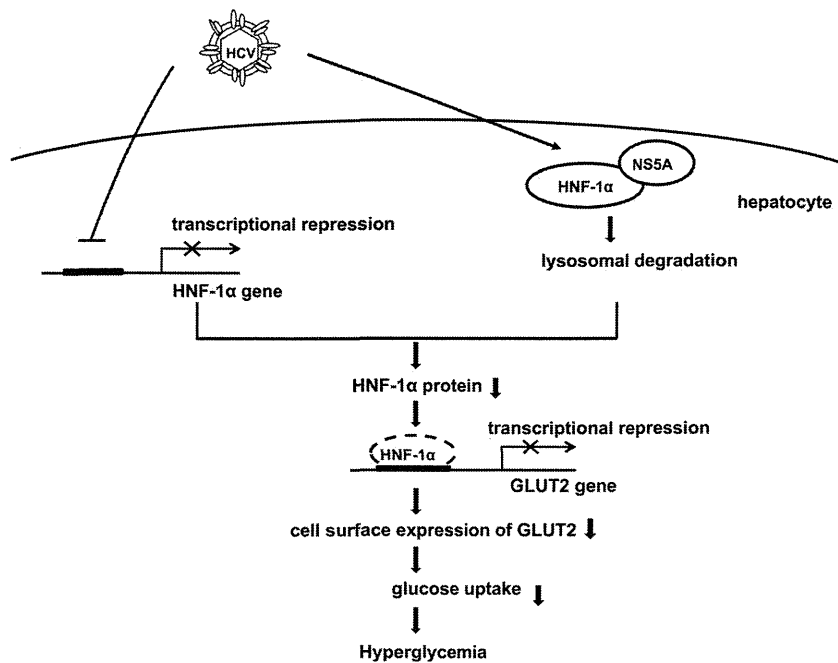 HCV
NS5A
HNF-1α
hepatocyte
transcriptional repression
lysosomal degradation
HNF-1α gene
HNF-1α protein
transcriptional repression
HNF-1α
GLUT2 gene
cell surface expression of GLUT2
glucose uptake
Hyperglycemia